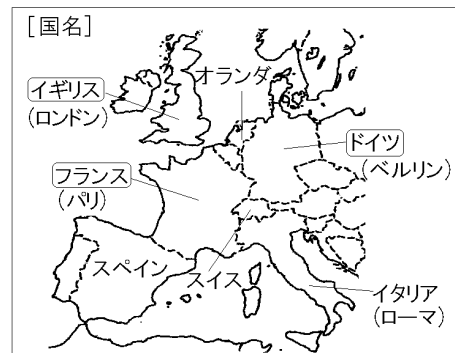 [国名]
オランダ
イギリス
(ロンドン)
ドイツ
(ベルリン)
フランス
(パリ)
スペイン
スイス
イタリア
(ローマ)